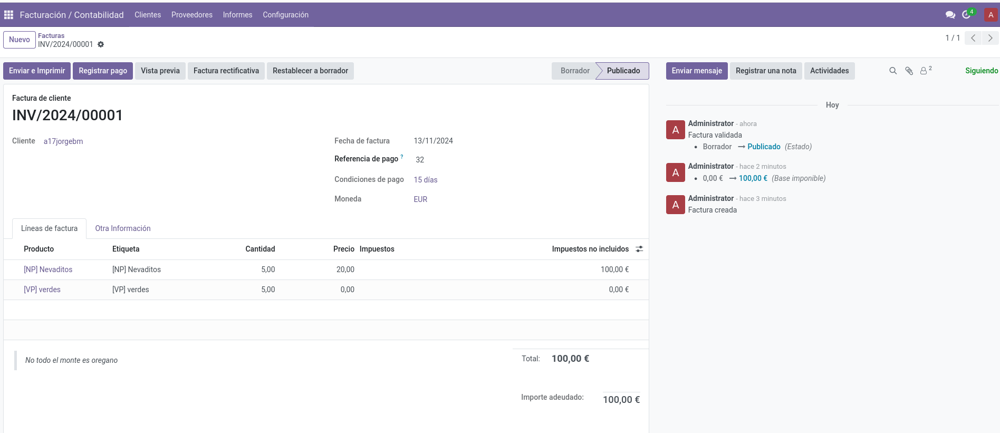 Facturación / Contabilidad Clientes Proveedores Informes Configuración 4 A
Nuevo Facturas
INV/2024/00001
1 / 1
Enviar e Imprimir Registrar pago Vista previa Factura rectificativa Restablecer a borrador Borrador Publicado
Enviar mensaje Registrar una nota Actividades 2 Siguiendo
Factura de cliente
INV/2024/00001
Cliente a17jorgebm
Fecha de factura 13/11/2024
Referencia de pago ? 32
Condiciones de pago 15 días
Moneda EUR
Líneas de factura Otra Información
Producto Etiqueta Cantidad Precio Impuestos Impuestos no incluidos
[NP] Nevaditos [NP] Nevaditos 5,00 20,00 100,00 €
[VP] verdes [VP] verdes 5,00 0,00 0,00 €
No todo el monte es oregano
Total: 100,00 €
Importe adeudado: 100,00 €
Hoy
A Administrator - ahora
Factura validada
• Borrador → Publicado (Estado)
A Administrator - hace 2 minutos
• 0,00 € → 100,00 € (Base imponible)
A Administrator - hace 3 minutos
Factura creada